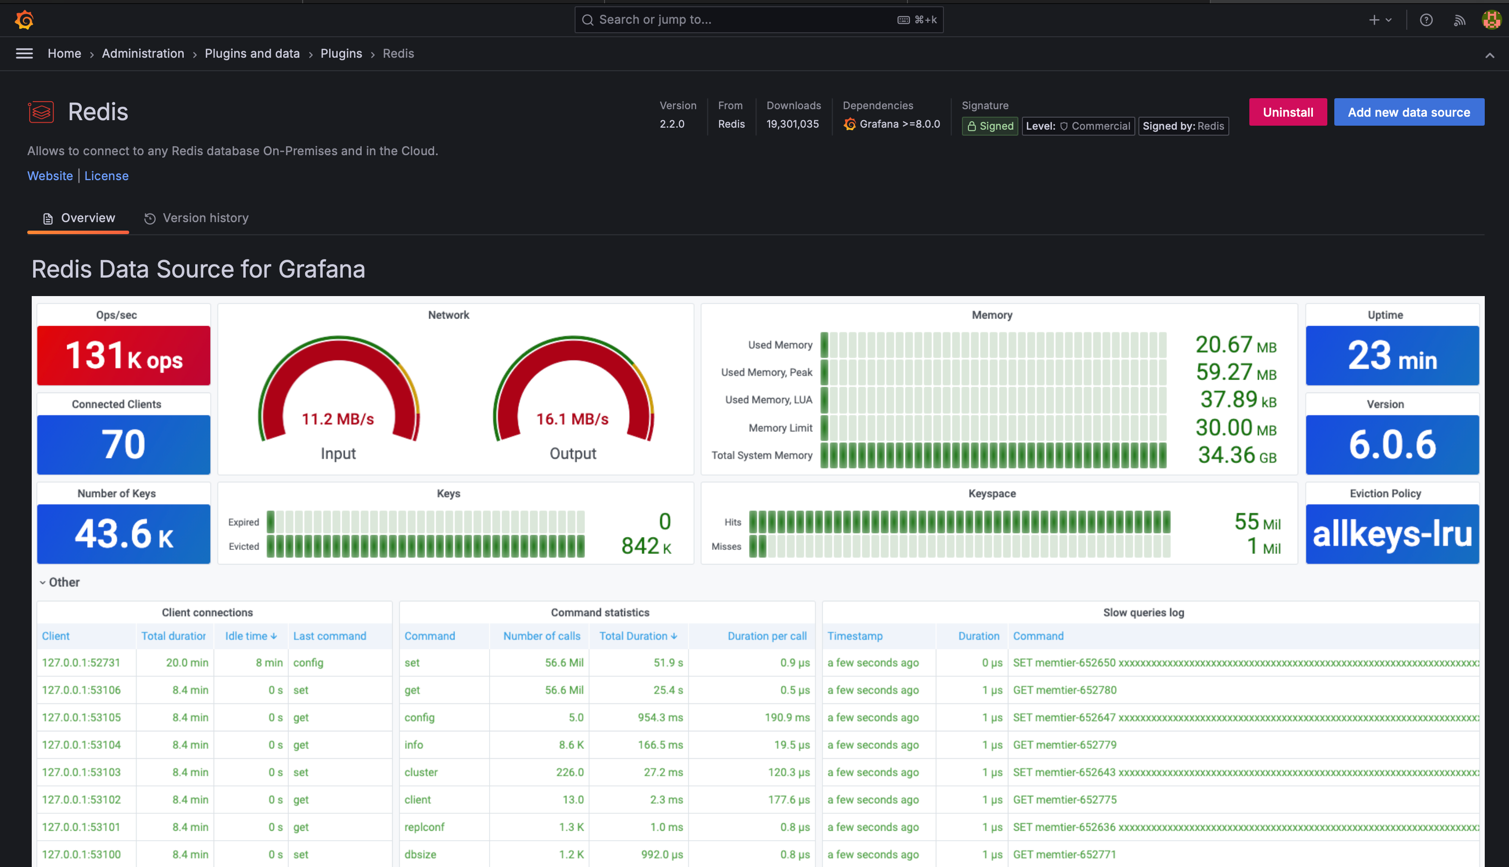 Search or jump to...
⌘+k
Home › Administration › Plugins and data › Plugins › Redis
Redis
Version
2.2.0
From
Redis
Downloads
19,301,035
Dependencies
Grafana >=8.0.0
Signature
Signed
Level: Commercial
Signed by: Redis
Uninstall
Add new data source
Allows to connect to any Redis database On-Premises and in the Cloud.
Website | License
Overview
Version history
Redis Data Source for Grafana
Ops/sec
131K ops
Connected Clients
70
Network
11.2 MB/s
Input
16.1 MB/s
Output
Memory
Used Memory 20.67 MB
Used Memory, Peak 59.27 MB
Used Memory, LUA 37.89 kB
Memory Limit 30.00 MB
Total System Memory 34.36 GB
Uptime
23 min
Version
6.0.6
Number of Keys
43.6 K
Keys
Expired 0
Evicted 842 K
Keyspace
Hits 55 Mil
Misses 1 Mil
Eviction Policy
allkeys-lru
Other
Client connections
Client Total duration Idle time ↓ Last command
127.0.0.1:52731 20.0 min 8 min config
127.0.0.1:53106 8.4 min 0 s set
127.0.0.1:53105 8.4 min 0 s get
127.0.0.1:53104 8.4 min 0 s get
127.0.0.1:53103 8.4 min 0 s set
127.0.0.1:53102 8.4 min 0 s get
127.0.0.1:53101 8.4 min 0 s get
127.0.0.1:53100 8.4 min 0 s set
Command statistics
Command Number of calls Total Duration ↓ Duration per call
set 56.6 Mil 51.9 s 0.9 µs
get 56.6 Mil 25.4 s 0.5 µs
config 5.0 954.3 ms 190.9 ms
info 8.6 K 166.5 ms 19.5 µs
cluster 226.0 27.2 ms 120.3 µs
client 13.0 2.3 ms 177.6 µs
replconf 1.3 K 1.0 ms 0.8 µs
dbsize 1.2 K 992.0 µs 0.8 µs
Slow queries log
Timestamp Duration Command
a few seconds ago 0 µs SET memtier-652650
a few seconds ago 1 µs GET memtier-652780
a few seconds ago 1 µs SET memtier-652647
a few seconds ago 1 µs GET memtier-652779
a few seconds ago 1 µs SET memtier-652643
a few seconds ago 1 µs GET memtier-652775
a few seconds ago 1 µs SET memtier-652636
a few seconds ago 1 µs GET memtier-652771